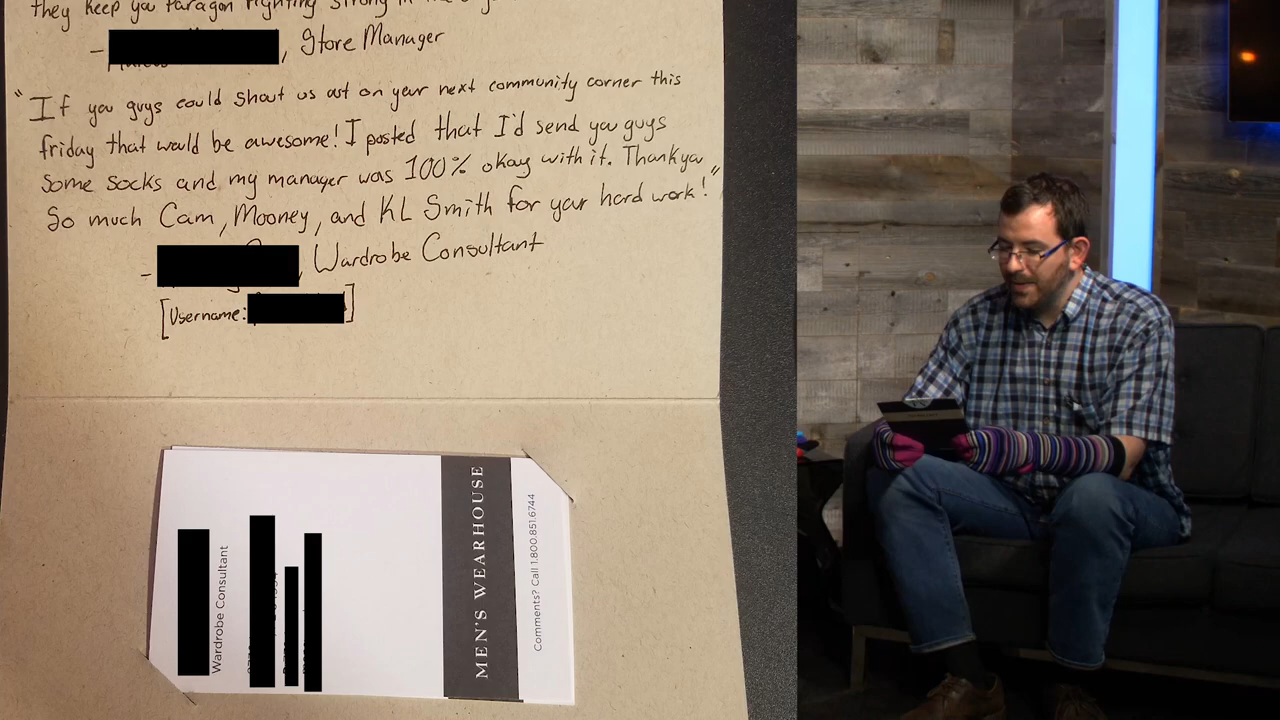 they keep you Paragon fighting strong in
- , Store Manager
"If you guys could shout us out on your next community corner this
friday that would be awesome! I posted that I'd send you guys
some socks and my manager was 100% okay with it. Thank you
So much Cam, Mooney, and KL Smith for your hard work!"
- , Wardrobe Consultant
[Username: ]
Wardrobe Consultant
MEN'S WEARHOUSE
Comments? Call 1.800.851.6744